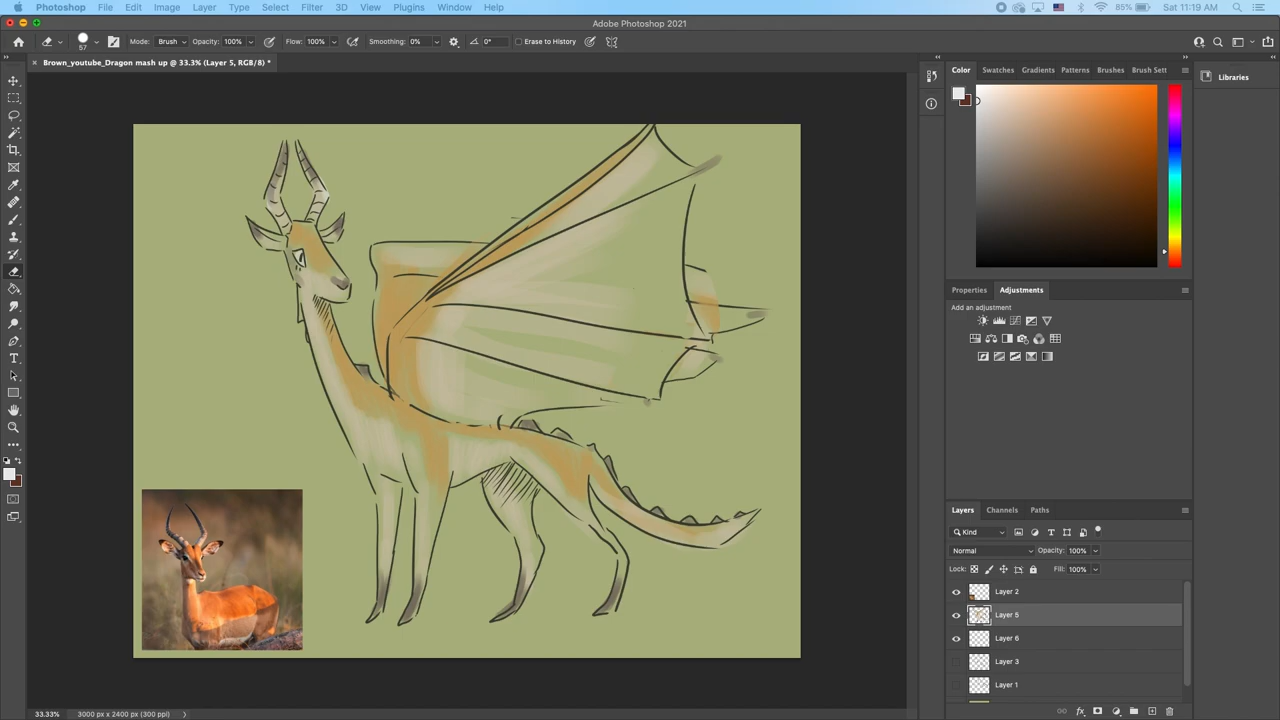 Photoshop File Edit Image Layer Type Select Filter 3D View Plugins Window Help 85% Sat 11:19 AM
Adobe Photoshop 2021
57 Mode: Brush Opacity: 100% Flow: 100% Smoothing: 0% 0° Erase to History
Brown_youtube_Dragon mash up @ 33.3% (Layer 5, RGB/8) *
Color Swatches Gradients Patterns Brushes Brush Sett
Libraries
Properties Adjustments
Add an adjustment
Layers Channels Paths
Kind
Normal Opacity: 100%
Lock: Fill: 100%
Layer 2
Layer 5
Layer 6
Layer 3
Layer 1
33.33% 3000 px x 2400 px (300 ppi)